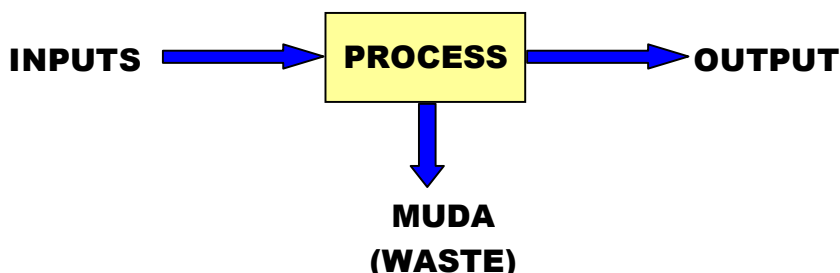 INPUTS
PROCESS
OUTPUT
MUDA
(WASTE)